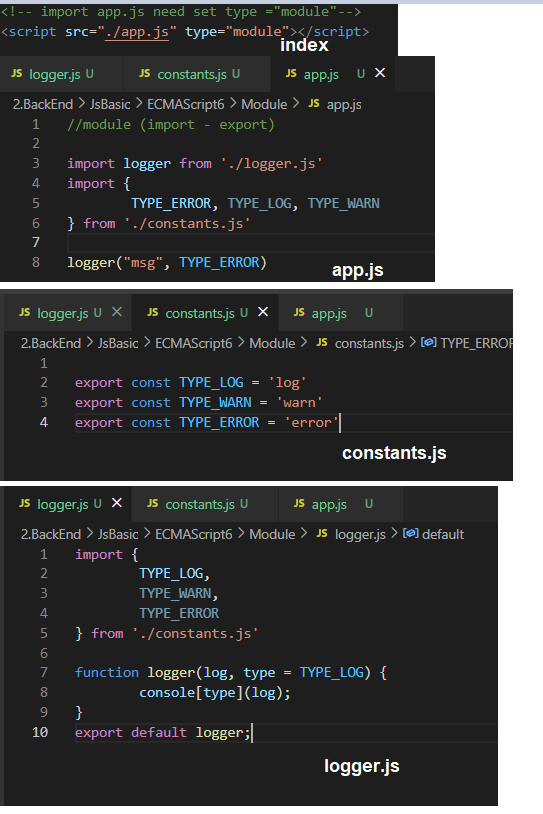 <!-- import app.js need set type ="module"-->
<script src="./app.js" type="module"></script>
index
JS logger.js U JS constants.js U JS app.js U ×
2.BackEnd > JsBasic > ECMAScript6 > Module > JS app.js
1 //module (import - export)
2
3 import logger from './logger.js'
4 import {
5 TYPE_ERROR, TYPE_LOG, TYPE_WARN
6 } from './constants.js'
7
8 logger("msg", TYPE_ERROR)
app.js
JS logger.js U × JS constants.js U × JS app.js U
2.BackEnd > JsBasic > ECMAScript6 > Module > JS constants.js > TYPE_ERROR
1
2 export const TYPE_LOG = 'log'
3 export const TYPE_WARN = 'warn'
4 export const TYPE_ERROR = 'error'
constants.js
JS logger.js U × JS constants.js U JS app.js U
2.BackEnd > JsBasic > ECMAScript6 > Module > JS logger.js > default
1 import {
2 TYPE_LOG,
3 TYPE_WARN,
4 TYPE_ERROR
5 } from './constants.js'
6
7 function logger(log, type = TYPE_LOG) {
8 console[type](log);
9 }
10 export default logger;
logger.js